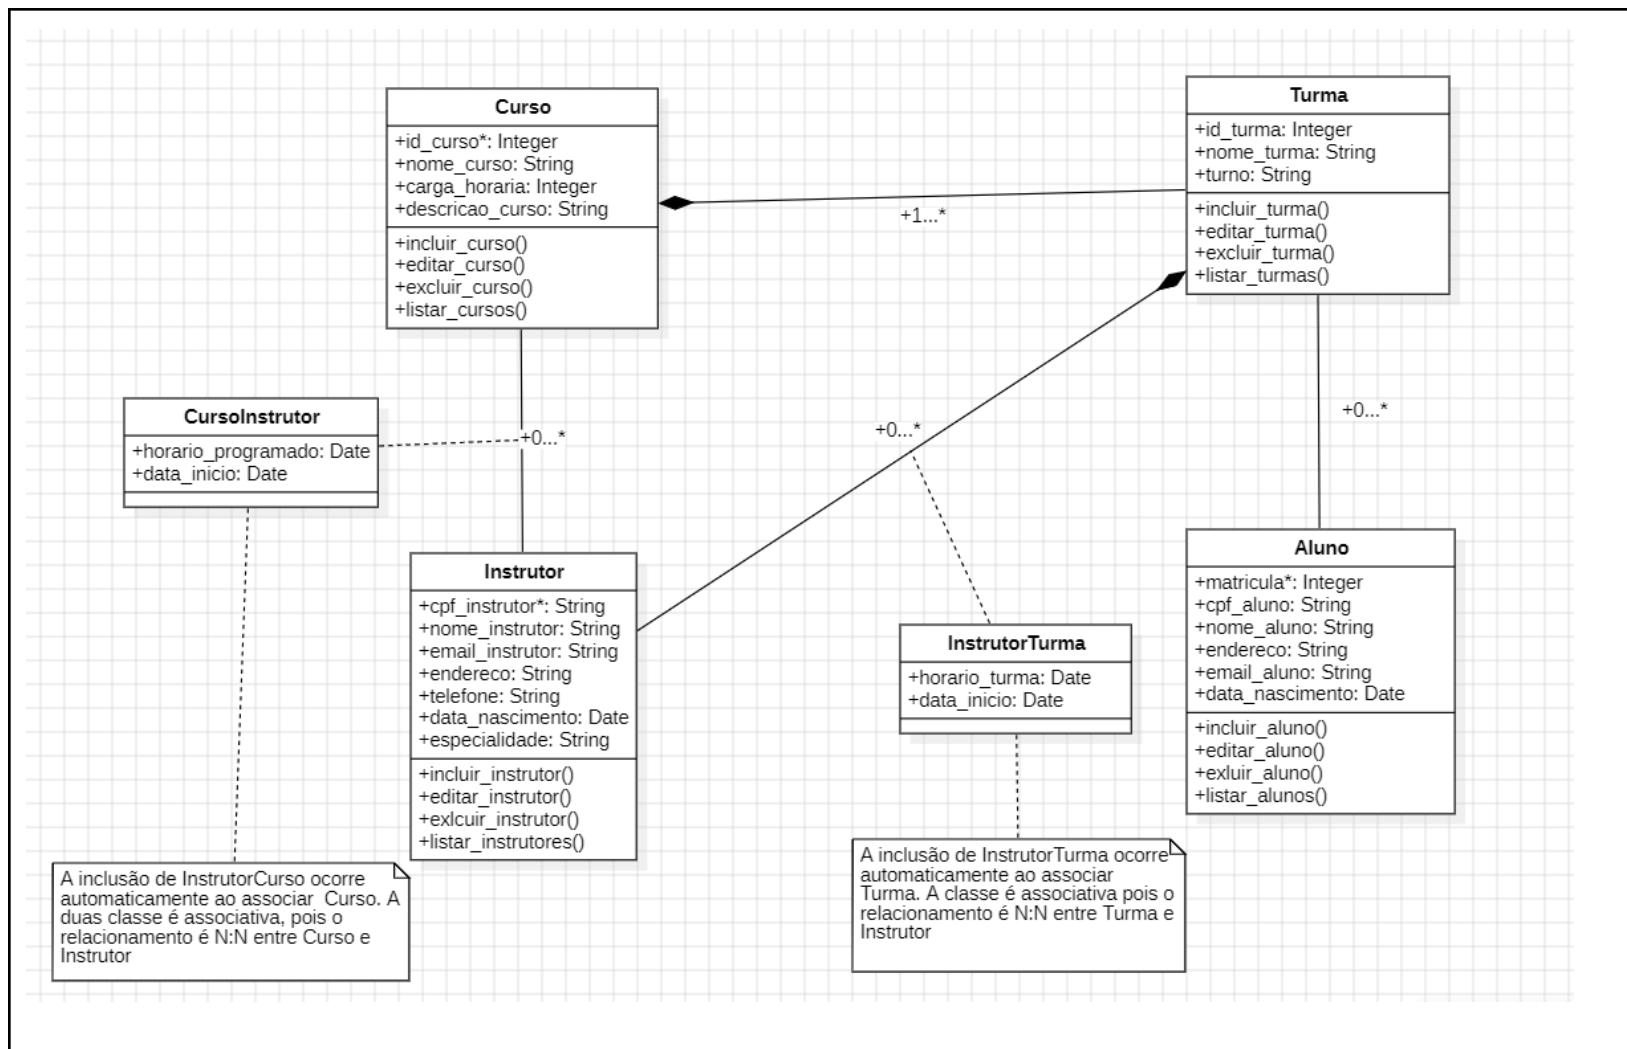 Curso
+id_curso*: Integer
+nome_curso: String
+carga_horaria: Integer
+descricao_curso: String
+incluir_curso()
+editar_curso()
+excluir_curso()
+listar_cursos()
Turma
+id_turma: Integer
+nome_turma: String
+turno: String
+incluir_turma()
+editar_turma()
+excluir_turma()
+listar_turmas()
+1...*
CursoInstrutor
+horario_programado: Date
+data_inicio: Date
+0...*
+0...*
+0...*
Instrutor
+cpf_instrutor*: String
+nome_instrutor: String
+email_instrutor: String
+endereco: String
+telefone: String
+data_nascimento: Date
+especialidade: String
+incluir_instrutor()
+editar_instrutor()
+exlcuir_instrutor()
+listar_instrutores()
InstrutorTurma
+horario_turma: Date
+data_inicio: Date
Aluno
+matricula*: Integer
+cpf_aluno: String
+nome_aluno: String
+endereco: String
+email_aluno: String
+data_nascimento: Date
+incluir_aluno()
+editar_aluno()
+exluir_aluno()
+listar_alunos()
A inclusão de InstrutorCurso ocorre
automaticamente ao associar  Curso. A
duas classe é associativa, pois o
relacionamento é N:N entre Curso e
Instrutor
A inclusão de InstrutorTurma ocorre
automaticamente ao associar
Turma. A classe é associativa pois o
relacionamento é N:N entre Turma e
Instrutor